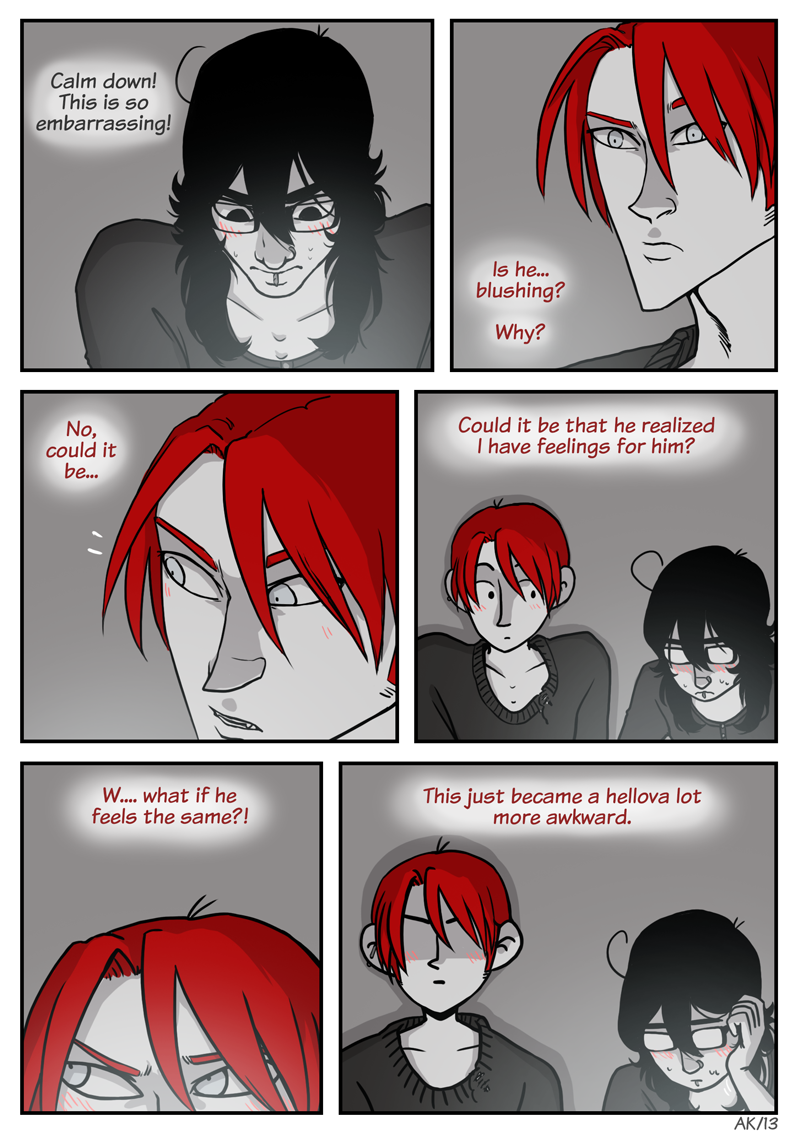 Calm down!
This is so
embarrassing!
Is he...
blushing?
Why?
No,
could it
be...
Could it be that he realized
I have feelings for him?
W.... what if he
feels the same?!
This just became a hellova lot
more awkward.
AK/13